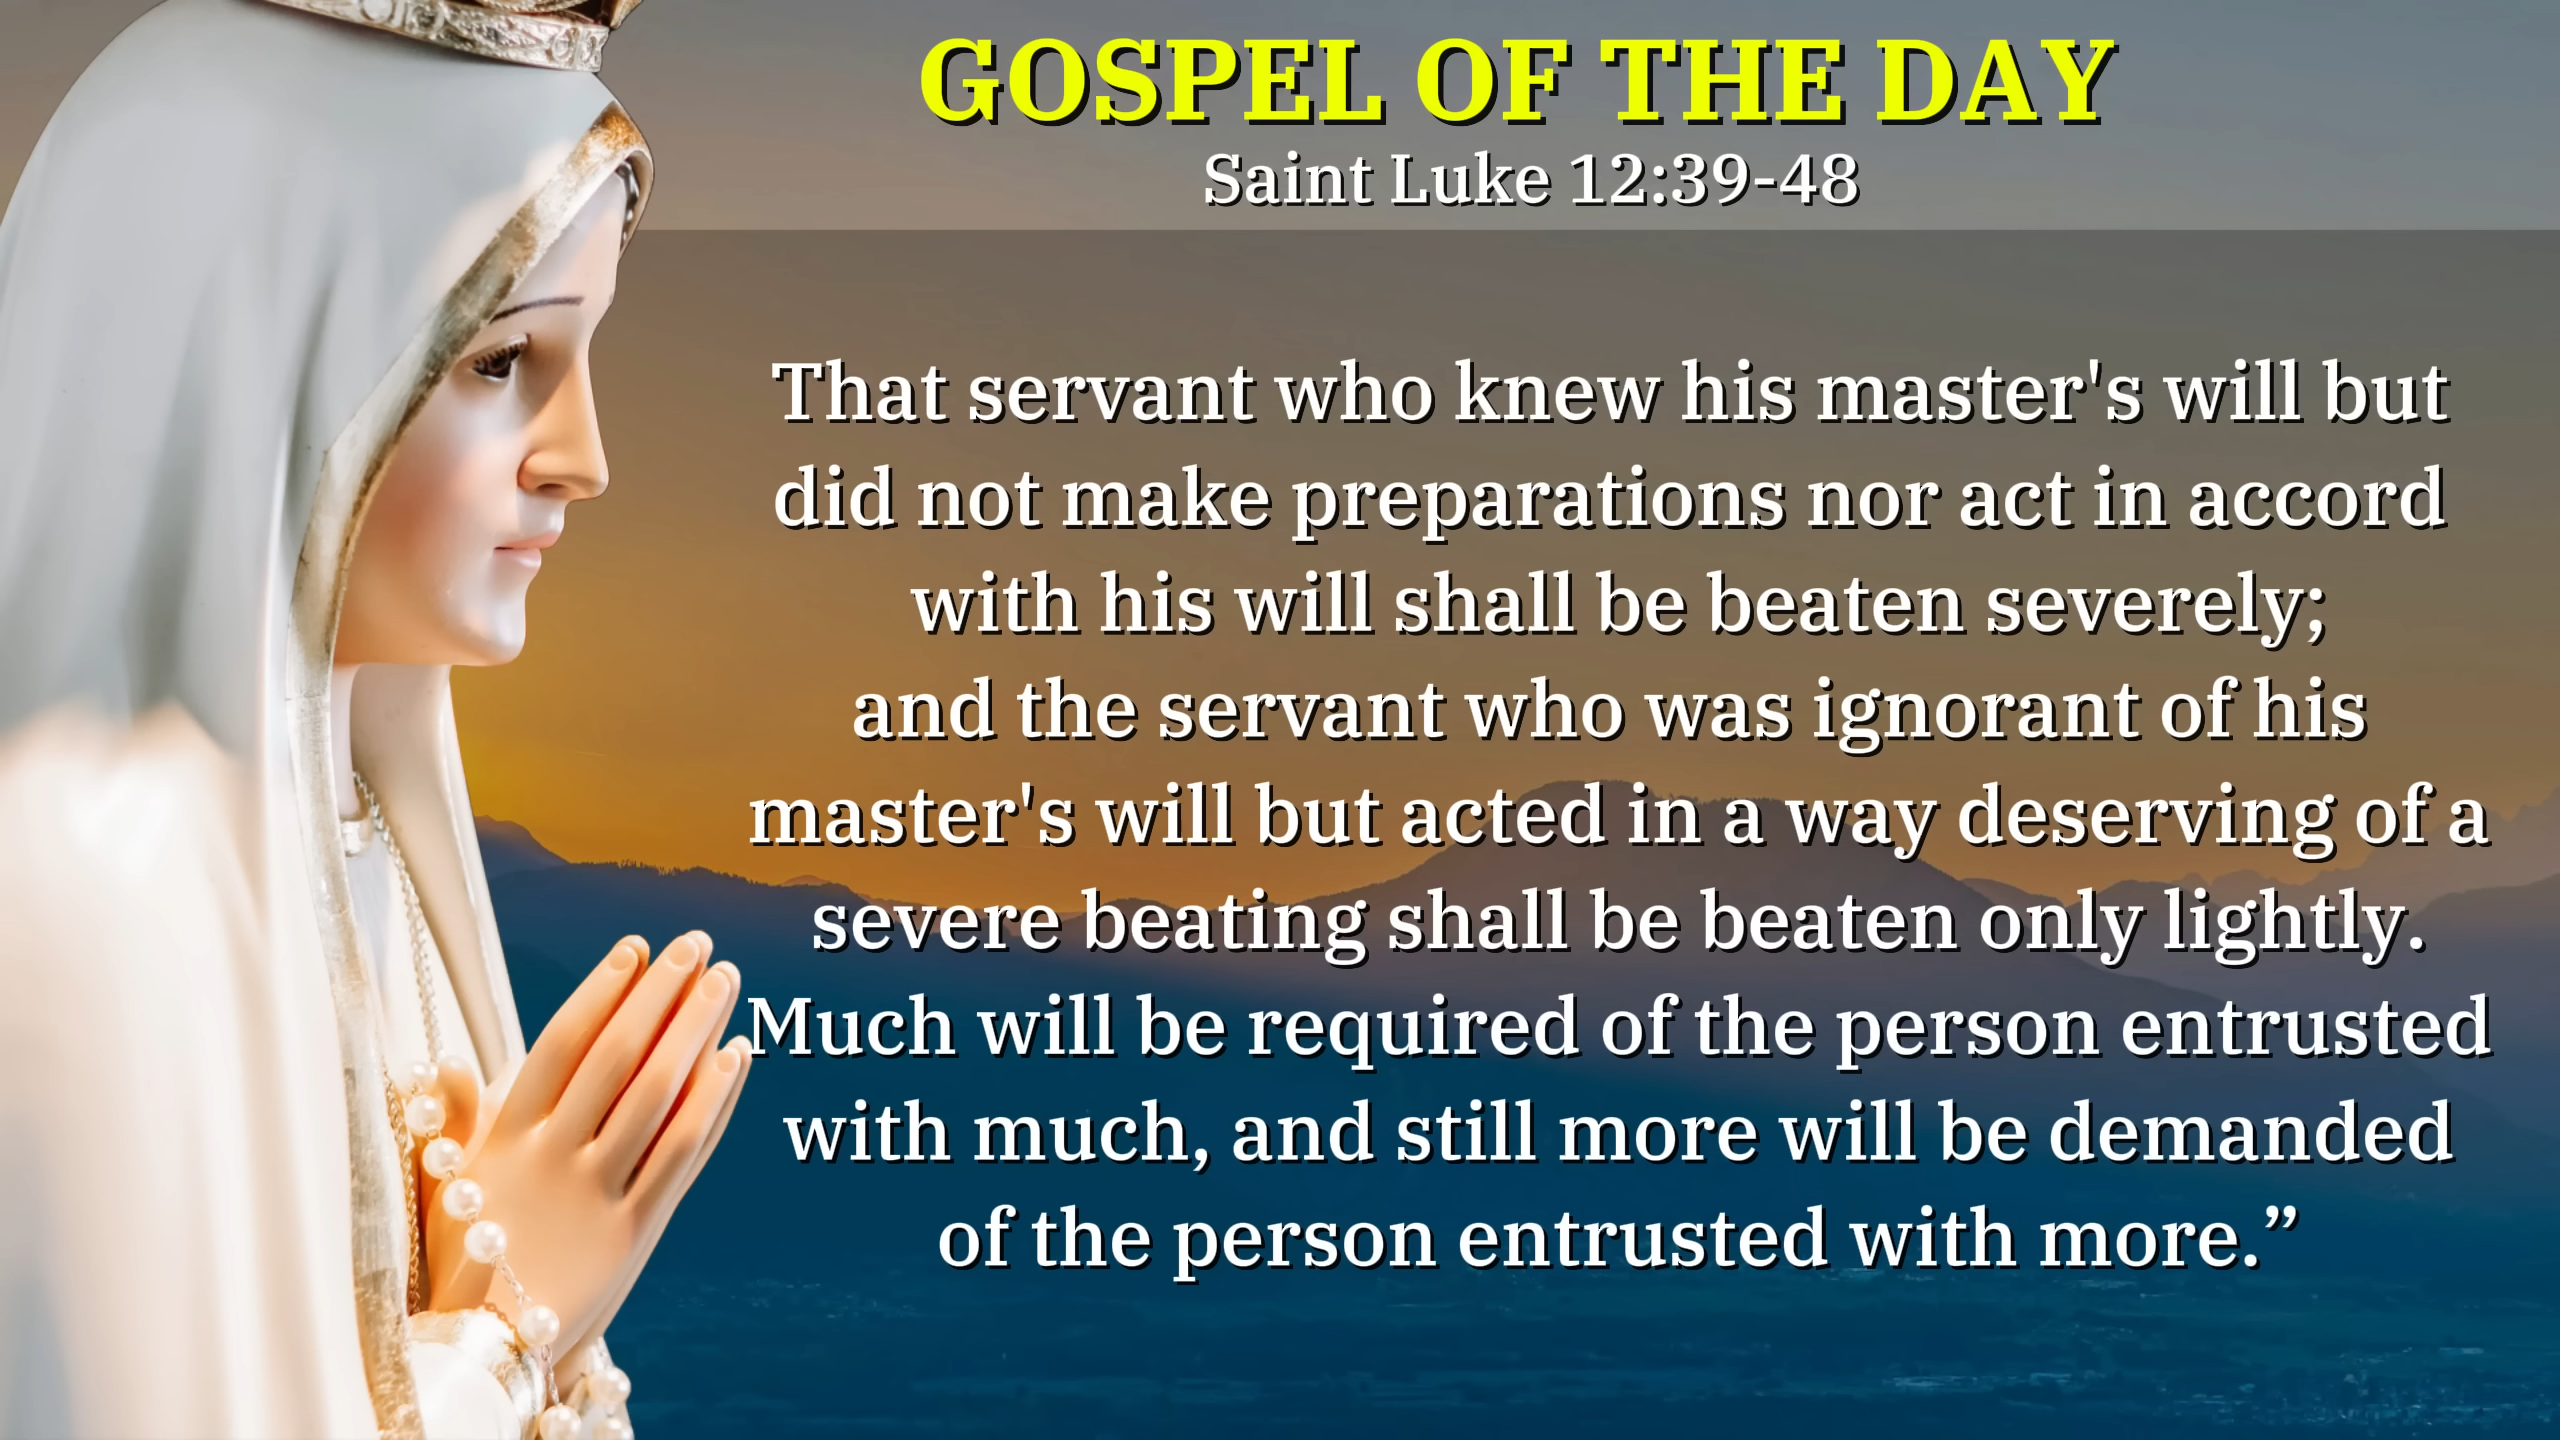 GOSPEL OF THE DAY
Saint Luke 12:39-48
That servant who knew his master's will but
did not make preparations nor act in accord
with his will shall be beaten severely;
and the servant who was ignorant of his
master's will but acted in a way deserving of a
severe beating shall be beaten only lightly.
Much will be required of the person entrusted
with much, and still more will be demanded
of the person entrusted with more.”